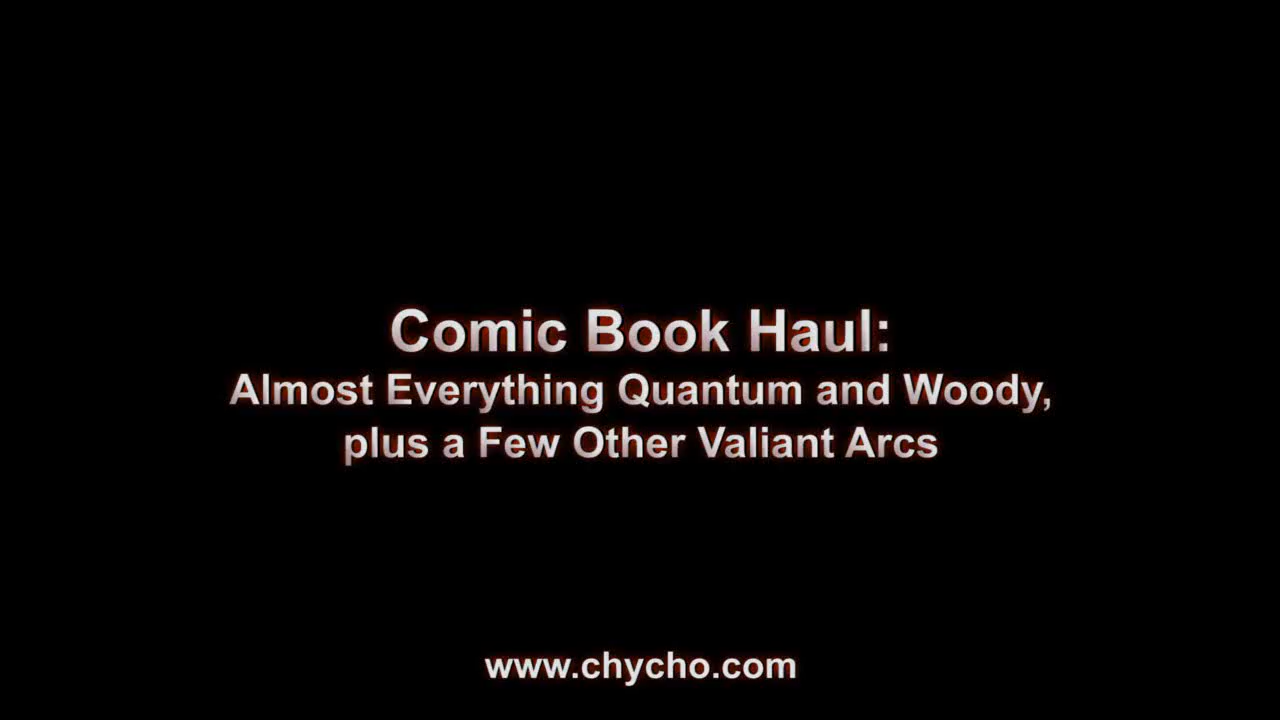 Comic Book Haul:
Almost Everything Quantum and Woody,
plus a Few Other Valiant Arcs
www.chycho.com